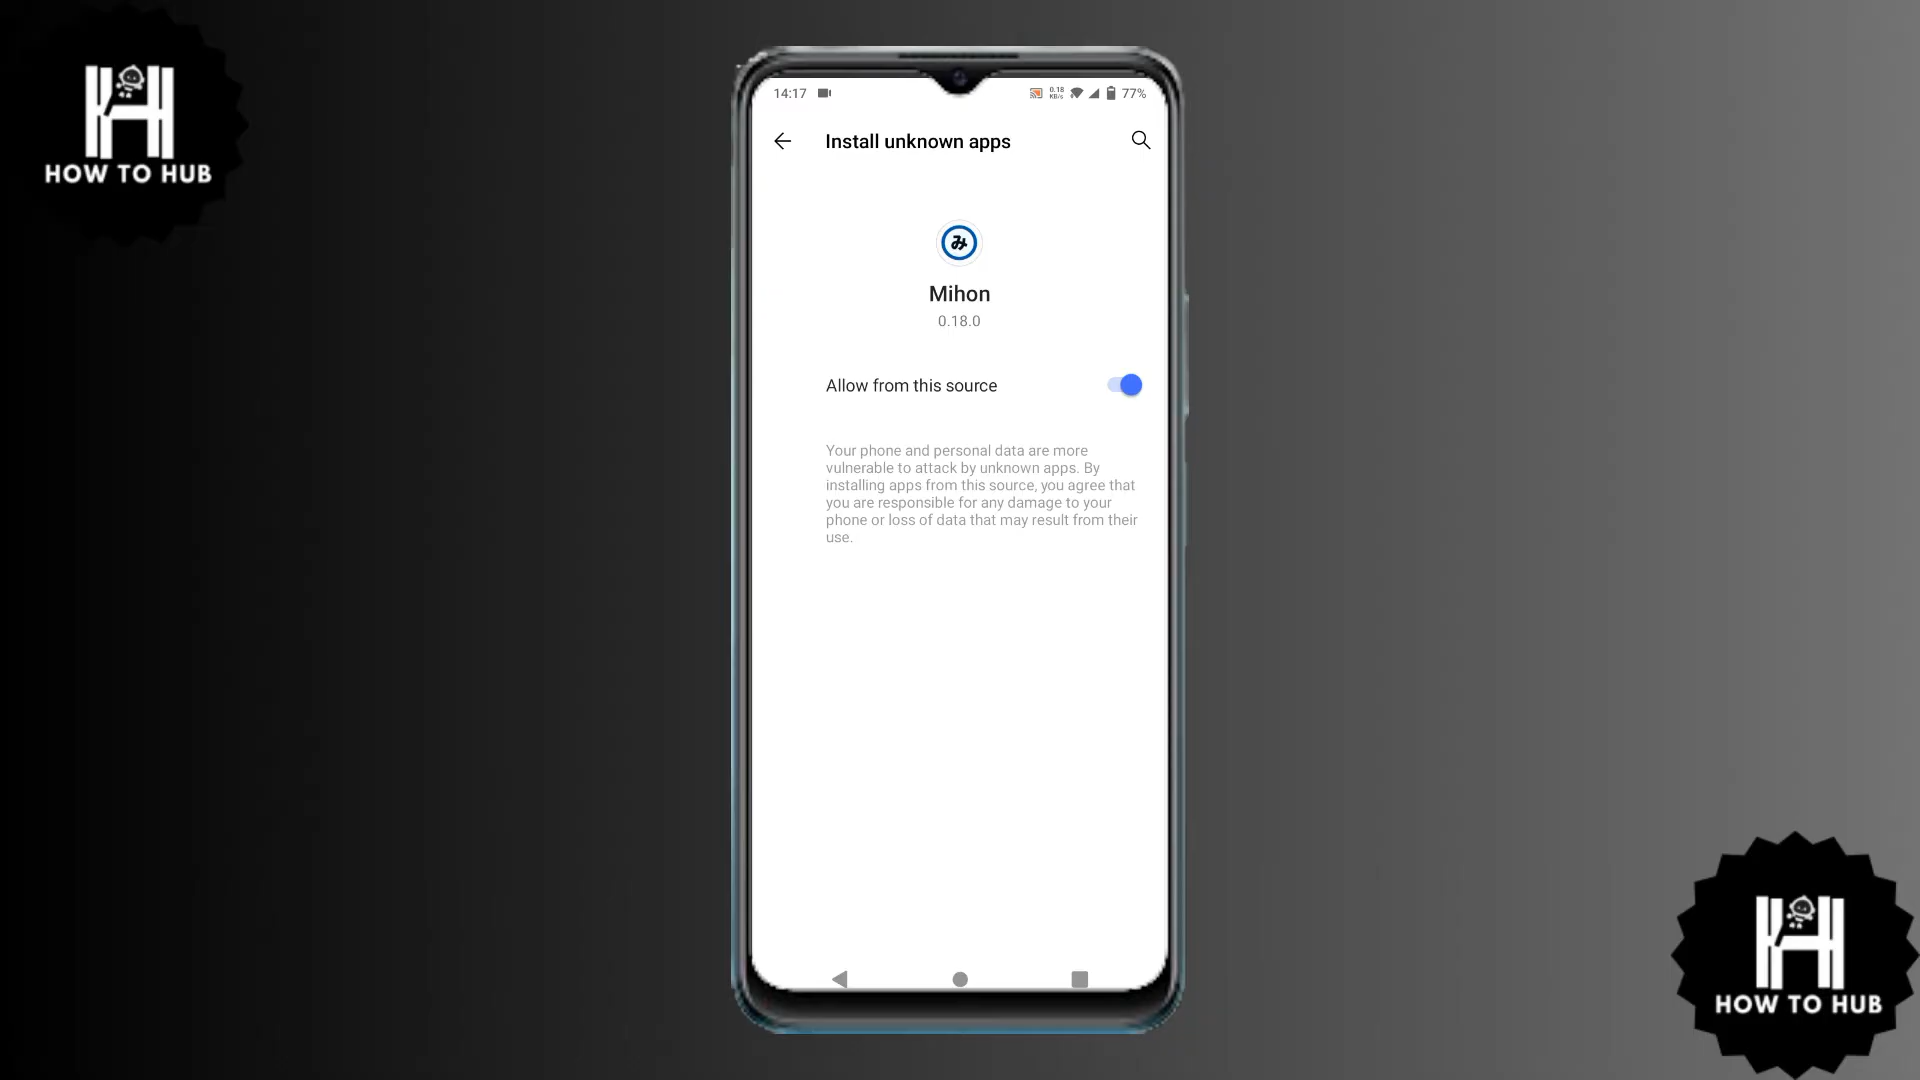 HOW TO HUB
14:17
0.18
KB/s
77%
Install unknown apps
み
Mihon
0.18.0
Allow from this source
Your phone and personal data are more
vulnerable to attack by unknown apps. By
installing apps from this source, you agree that
you are responsible for any damage to your
phone or loss of data that may result from their
use.
HOW TO HUB